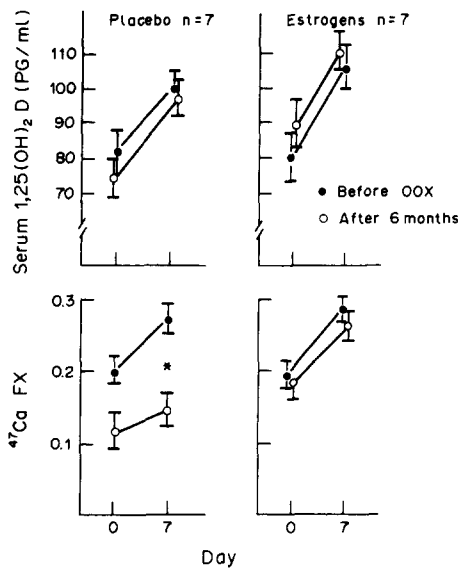 Placebo n=7
Estrogens n=7
Serum 1,25(OH)₂ D (PG/ml)
110
100
90
80
70
● Before OOX
○ After 6 months
⁴⁷Ca FX
0.3
0.2
0.1
*
0
7
0
7
Day